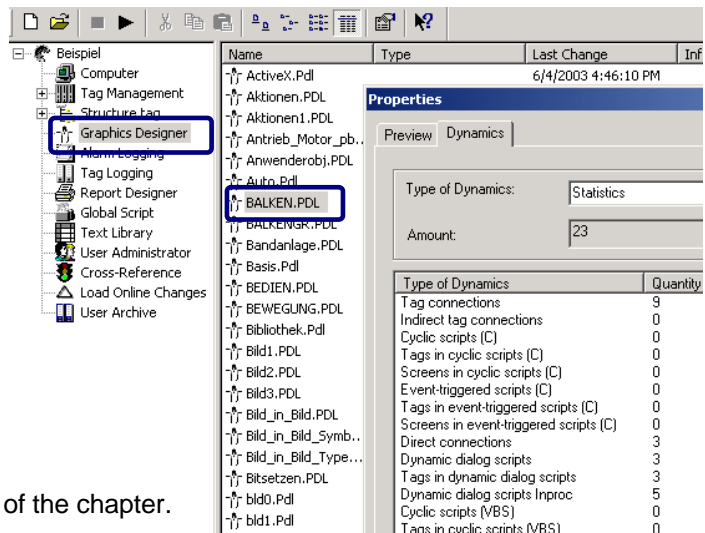 Beispiel
Computer
Tag Management
Structure tag
Graphics Designer
Alarm Logging
Tag Logging
Report Designer
Global Script
Text Library
User Administrator
Cross-Reference
Load Online Changes
User Archive
Name Type Last Change Inf
ActiveX.Pdl 6/4/2003 4:46:10 PM
Aktionen.PDL
Aktionen1.PDL
Antrieb_Motor_pb..
Anwenderobj.PDL
Auto.Pdl
BALKEN.PDL
BALKENGR.PDL
Bandanlage.PDL
Basis.Pdl
BEDIEN.PDL
BEWEGUNG.PDL
Bibliothek.Pdl
Bild1.PDL
Bild2.PDL
Bild3.PDL
Bild_in_Bild.PDL
Bild_in_Bild_Symb..
Bild_in_Bild_Type...
Bitsetzen.PDL
bld0.Pdl
bld1.Pdl
Properties
Preview Dynamics
Type of Dynamics: Statistics
Amount: 23
Type of Dynamics Quantity
Tag connections 9
Indirect tag connections 0
Cyclic scripts (C) 0
Tags in cyclic scripts (C) 0
Screens in cyclic scripts (C) 0
Event-triggered scripts (C) 0
Tags in event-triggered scripts (C) 0
Screens in event-triggered scripts (C) 0
Direct connections 3
Dynamic dialog scripts 3
Tags in dynamic dialog scripts 3
Dynamic dialog scripts Inproc 5
Cyclic scripts (VBS) 0
Tags in cyclic scripts (VBS) 0
of the chapter.